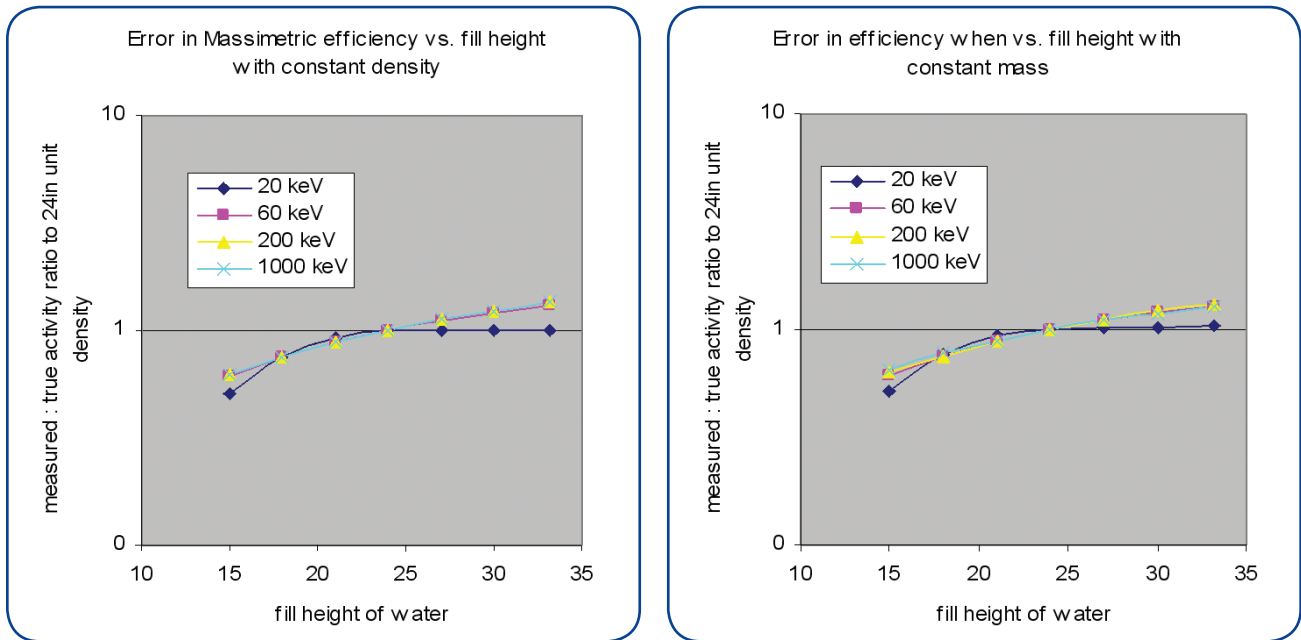 Error in Massimetric efficiency vs. fill height
with constant density
measured : true activity ratio to 24in unit
density
10
1
0
20 keV
60 keV
200 keV
1000 keV
10 15 20 25 30 35
fill height of water
Error in efficiency when vs. fill height with
constant mass
measured : true activity ratio to 24in unit
density
10
1
0
20 keV
60 keV
200 keV
1000 keV
10 15 20 25 30 35
fill height of water